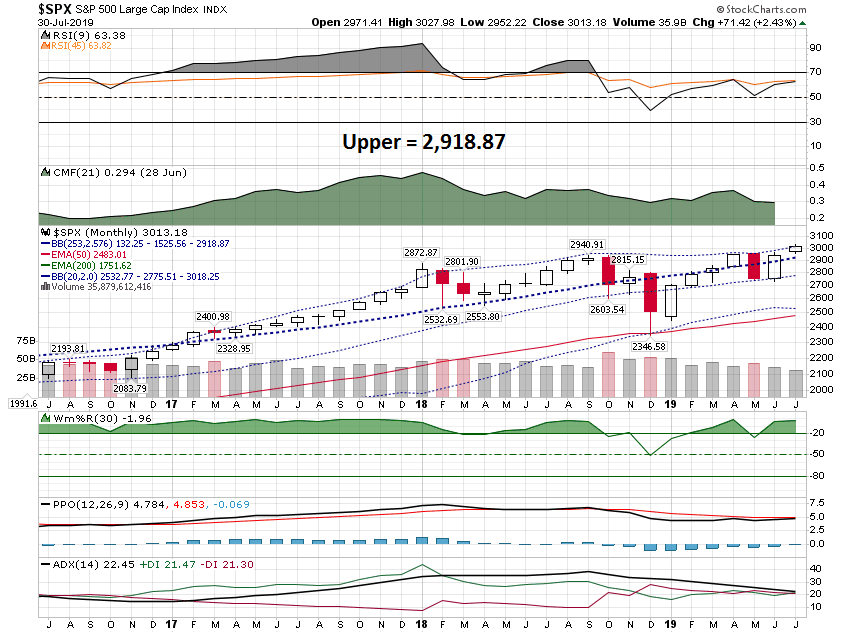 $SPX S&P 500 Large Cap Index INDX
© StockCharts.com
30-Jul-2019
Open 2971.41 High 3027.98 Low 2952.22 Close 3013.18 Volume 35.9B Chg +71.42 (+2.43%)
RSI(9) 63.38
RSI(45) 63.82
90
70
50
30
10
Upper = 2,918.87
CMF(21) 0.294 (28 Jun)
0.5
0.4
0.3
0.2
$SPX (Monthly) 3013.18
BB(253,2.576) 132.25 - 1525.56 - 2918.87
EMA(50) 2483.01
EMA(200) 1751.62
BB(20,2.0) 2532.77 - 2775.51 - 3018.25
Volume 35,879,612,416
3100
3000
2900
2800
2700
2600
2500
2400
2300
2200
2100
2000
75B
50B
25B
1991.6
2193.81
2083.79
2400.98
2328.95
2872.87
2532.69
2801.90
2553.80
2940.91
2603.54
2815.15
2346.58
J A S O N D 17 F M A M J J A S O N D 18 F M A M J J A S O N D 19 F M A M J J
Wm%R(30) -1.96
-20
-50
-80
PPO(12,26,9) 4.784, 4.853, -0.069
7.5
5.0
2.5
0.0
ADX(14) 22.45 +DI 21.47 -DI 21.30
40
30
20
10
J A S O N D 17 F M A M J J A S O N D 18 F M A M J J A S O N D 19 F M A M J J